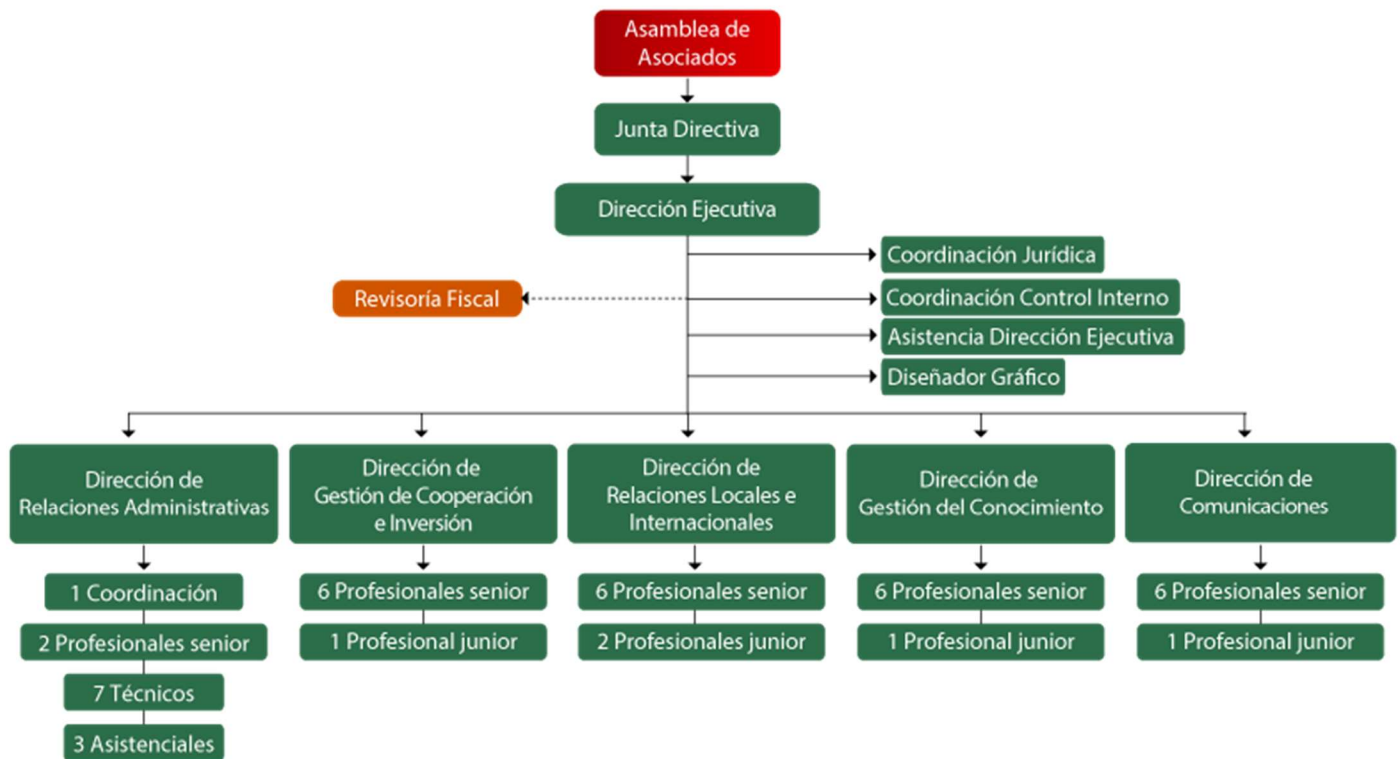 Asamblea de
Asociados
Junta Directiva
Dirección Ejecutiva
Coordinación Jurídica
Revisoría Fiscal
Coordinación Control Interno
Asistencia Dirección Ejecutiva
Diseñador Gráfico
Dirección de
Relaciones Administrativas
Dirección de
Gestión de Cooperación
e Inversión
Dirección de
Relaciones Locales e
Internacionales
Dirección de
Gestión del Conocimiento
Dirección de
Comunicaciones
1 Coordinación
2 Profesionales senior
7 Técnicos
3 Asistenciales
6 Profesionales senior
1 Profesional junior
6 Profesionales senior
2 Profesionales junior
6 Profesionales senior
1 Profesional junior
6 Profesionales senior
1 Profesional junior